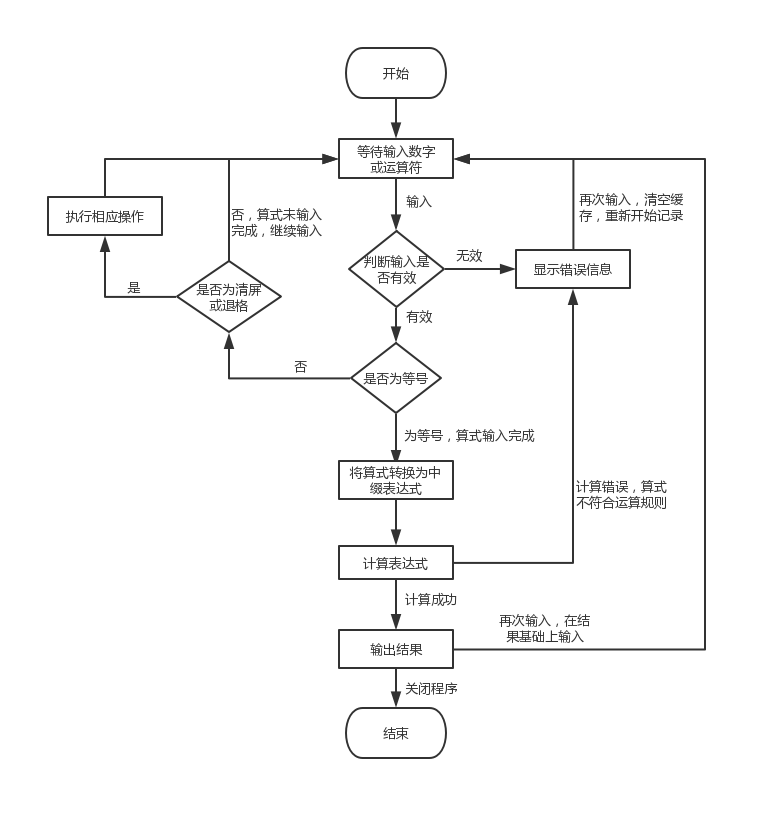 开始
等待输入数字
或运算符
输入
执行相应操作
否，算式未输入
完成，继续输入
再次输入，清空缓
存，重新开始记录
判断输入是
否有效
无效
显示错误信息
是
是否为清屏
或退格
有效
否
是否为等号
为等号，算式输入完成
将算式转换为中
缀表达式
计算错误，算式
不符合运算规则
计算表达式
计算成功
再次输入，在结
果基础上输入
输出结果
关闭程序
结束